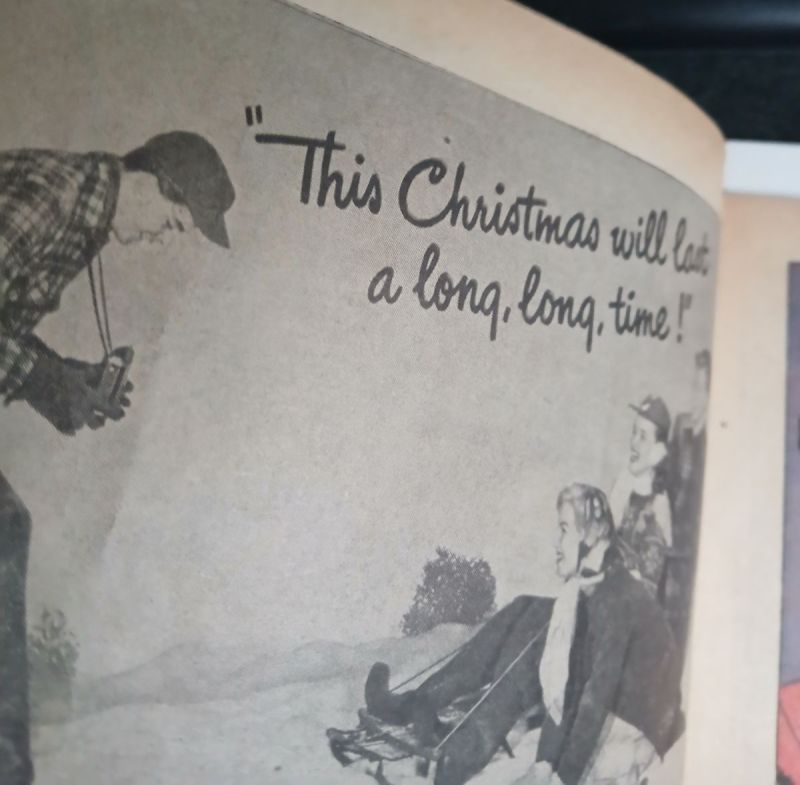 "This Christmas will last
a long, long, time!"